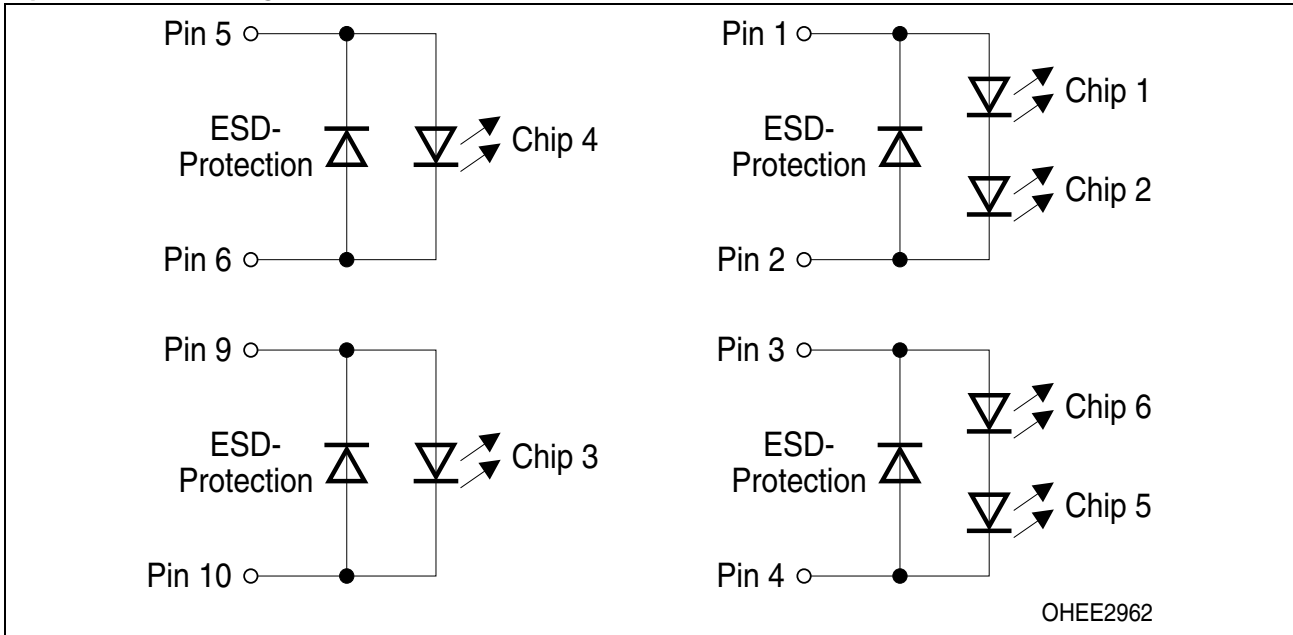 Pin 5
ESD-
Protection
Chip 4
Pin 6
Pin 1
ESD-
Protection
Chip 1
Chip 2
Pin 2
Pin 9
ESD-
Protection
Chip 3
Pin 10
Pin 3
ESD-
Protection
Chip 6
Chip 5
Pin 4
OHEE2962